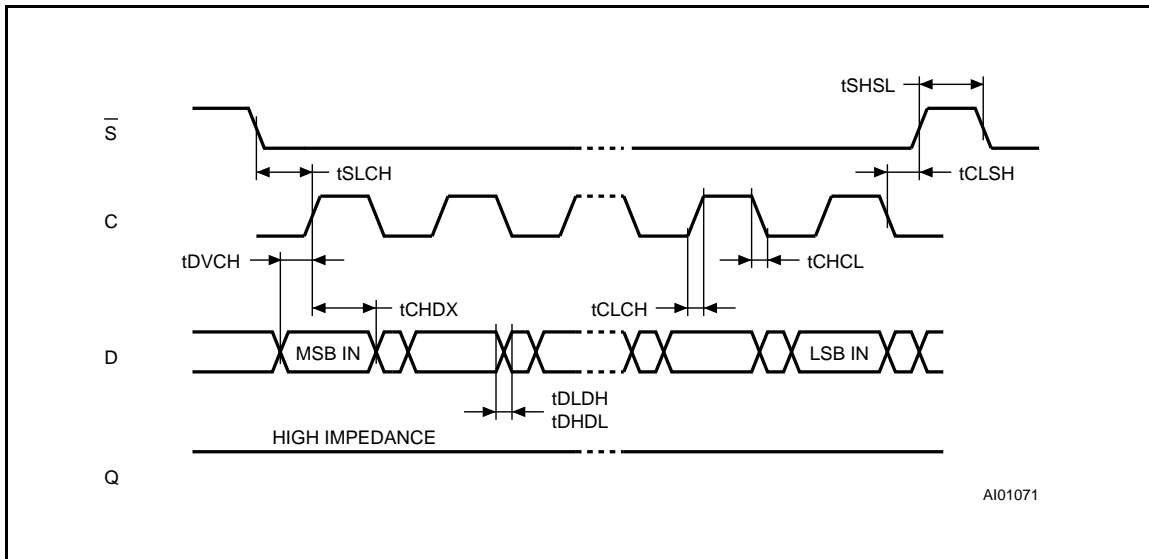 tSHSL
S̅
tSLCH
tCLSH
C
tDVCH
tCHCL
tCHDX
tCLCH
D
MSB IN
LSB IN
tDLDH
tDHDL
HIGH IMPEDANCE
Q
AI01071